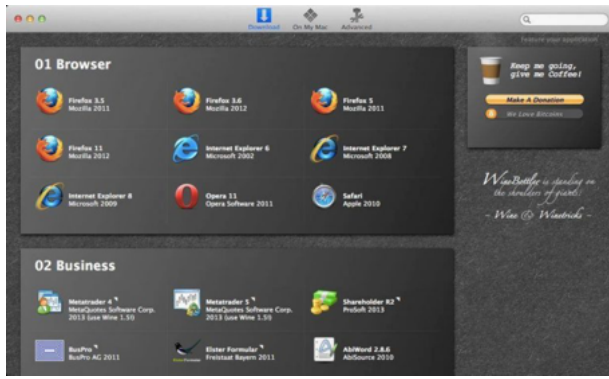 Download
On My Mac
Advanced
Feature your application
01 Browser
Firefox 3.5
Mozilla 2011
Firefox 3.6
Mozilla 2012
Firefox 5
Mozilla 2011
Firefox 11
Mozilla 2012
Internet Explorer 6
Microsoft 2002
Internet Explorer 7
Microsoft 2008
Internet Explorer 8
Microsoft 2009
Opera 11
Opera Software 2011
Safari
Apple 2010
Keep me going,
give me Coffee!
Make A Donation
We Love Bitcoins
WineBottler is standing on
the shoulders of giants:
~ Wine & Winetricks ~
02 Business
Metatrader 4
MetaQuotes Software Corp.
2013 (use Wine 1.5!)
Metatrader 5
MetaQuotes Software Corp.
2013 (use Wine 1.5!)
Shareholder K2
ProSoft 2013
BusPro
BusPro AG 2011
Elster Formular
Freistaat Bayern 2011
AbiWord 2.8.6
AbiSource 2010